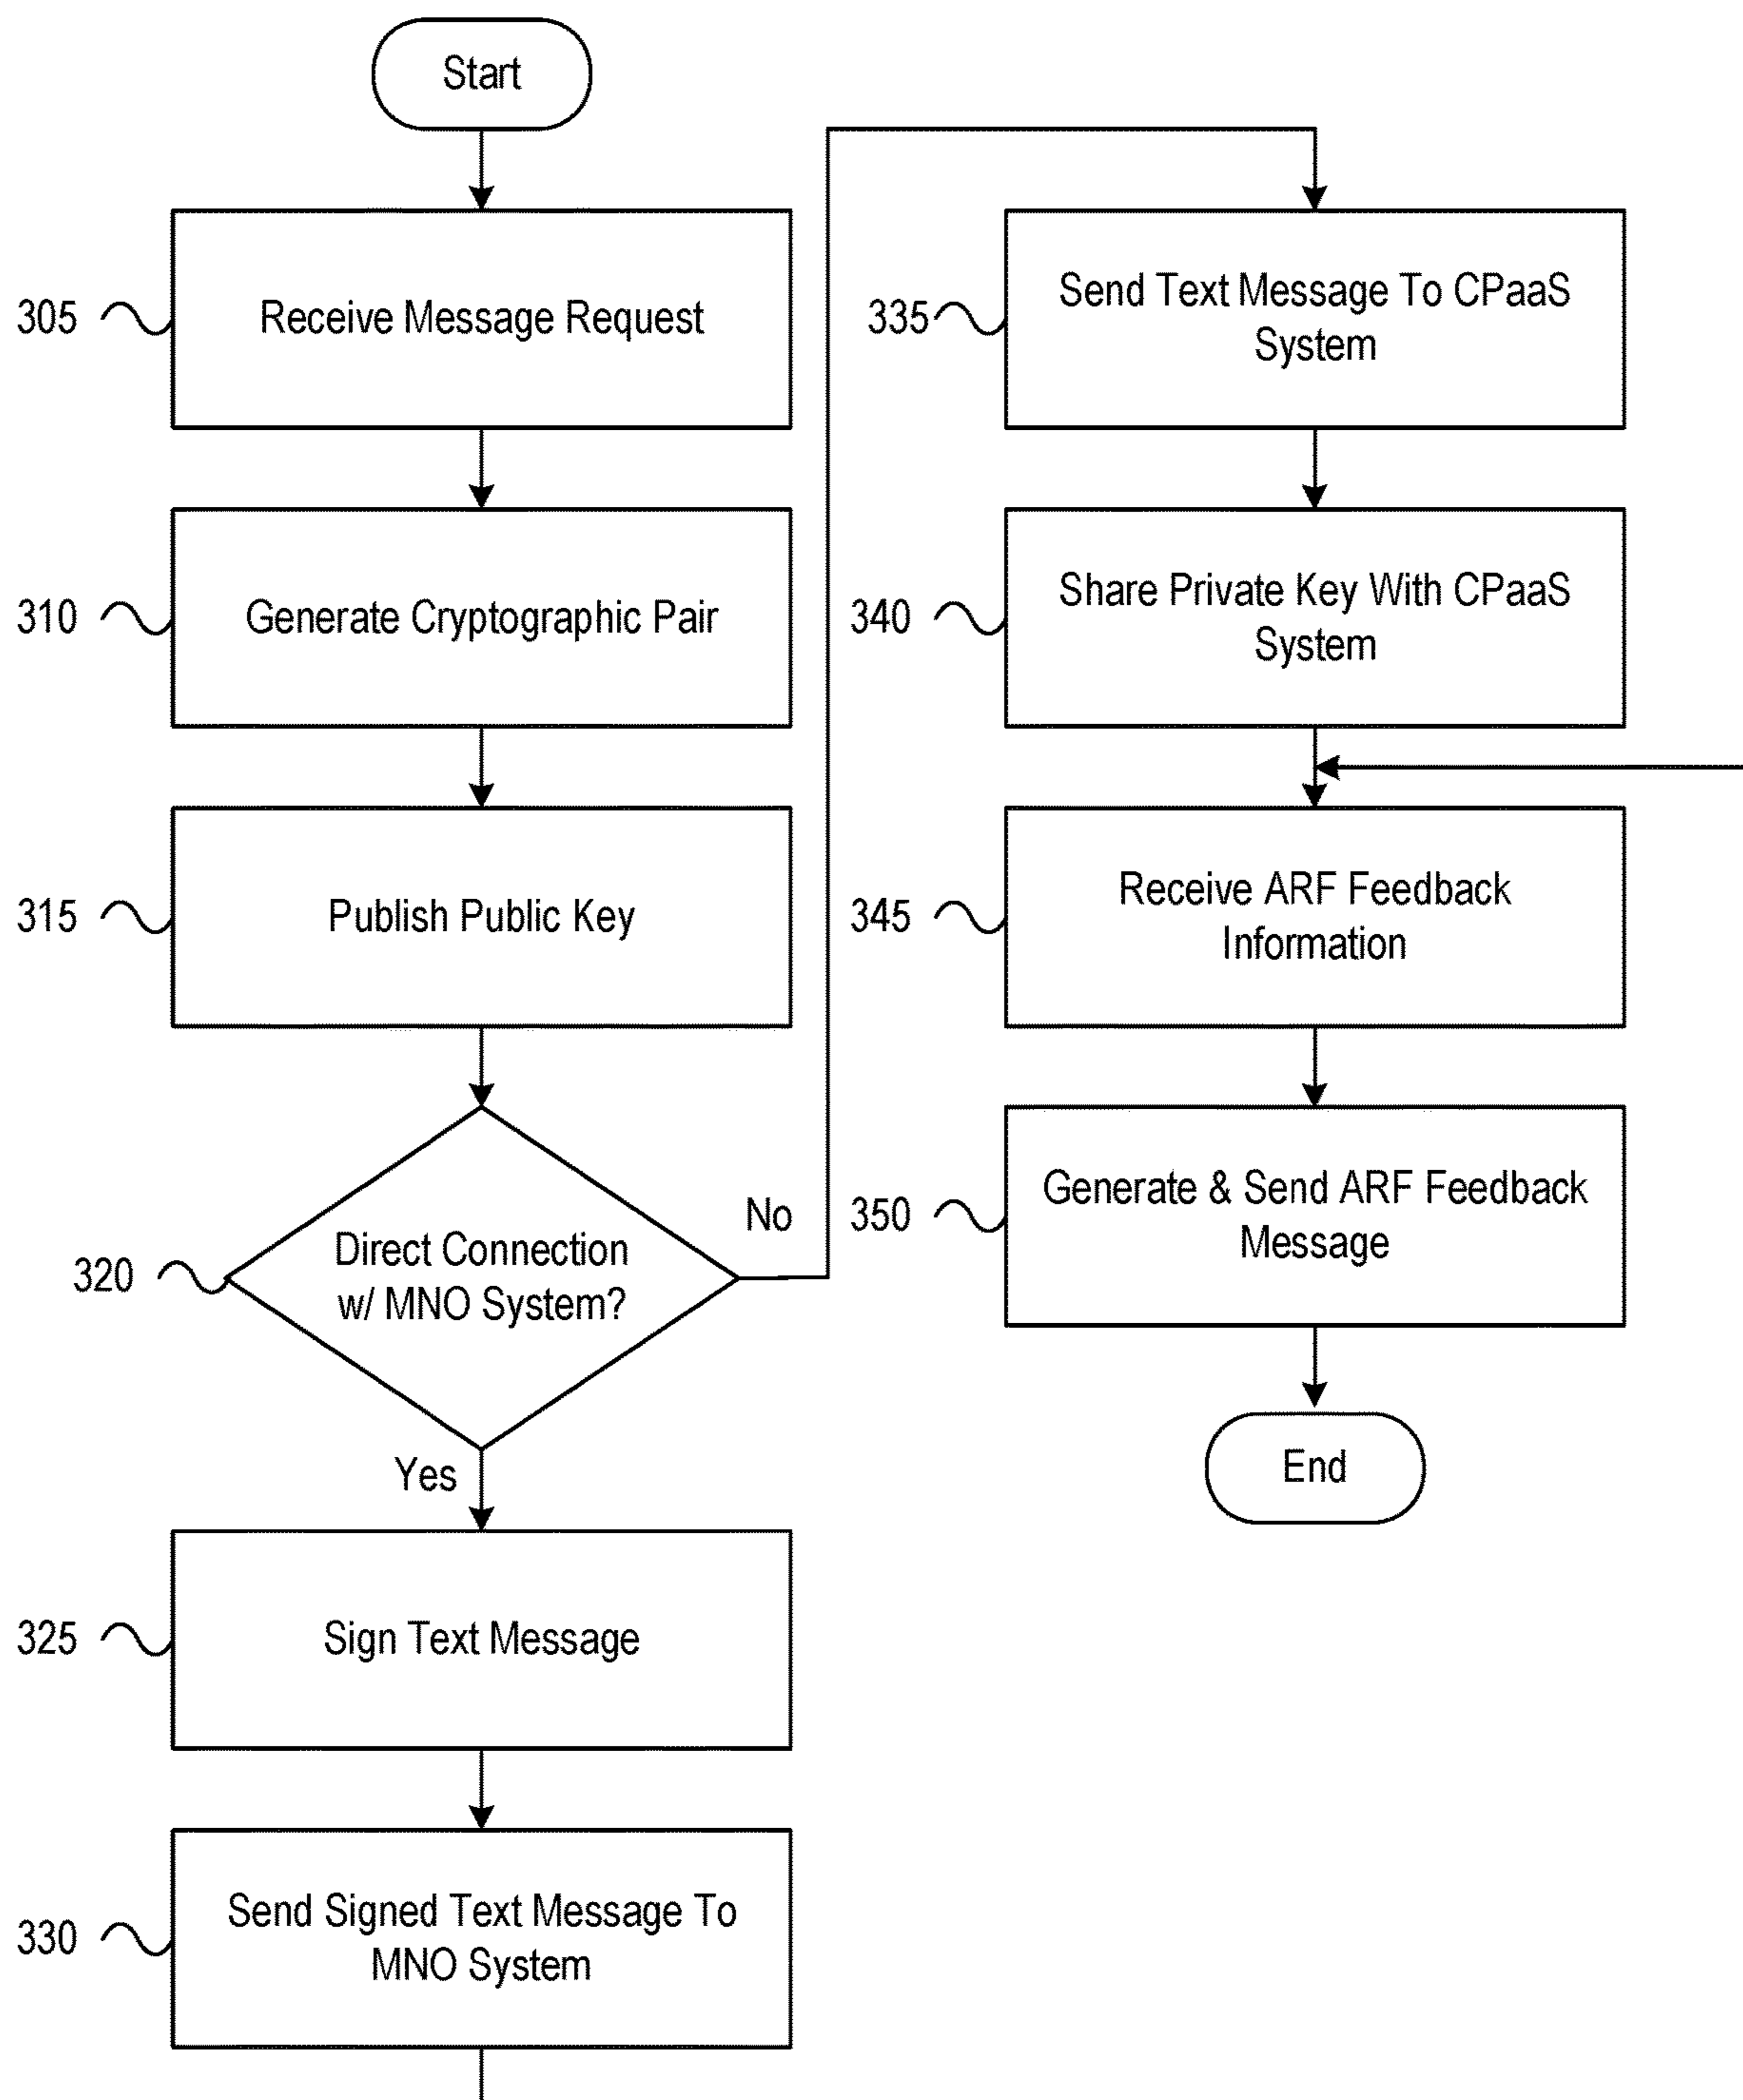 Start
305
Receive Message Request
310
Generate Cryptographic Pair
315
Publish Public Key
320
Direct Connection
w/ MNO System?
No
Yes
325
Sign Text Message
330
Send Signed Text Message To
MNO System
335
Send Text Message To CPaaS
System
340
Share Private Key With CPaaS
System
345
Receive ARF Feedback
Information
350
Generate & Send ARF Feedback
Message
End